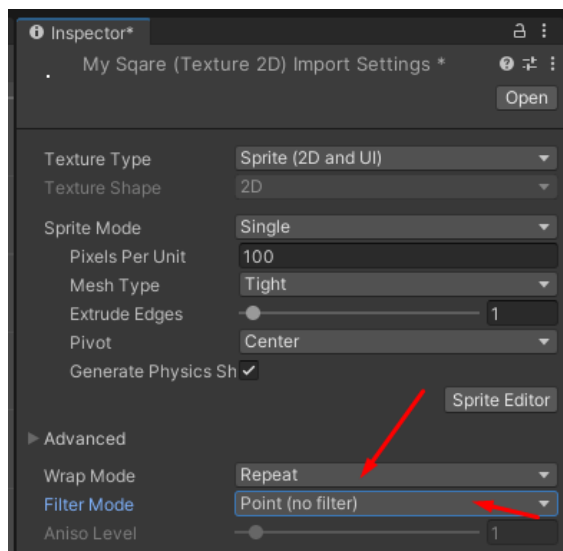 Inspector*
My Sqare (Texture 2D) Import Settings *
Open
Texture Type Sprite (2D and UI)
Texture Shape 2D
Sprite Mode Single
Pixels Per Unit 100
Mesh Type Tight
Extrude Edges 1
Pivot Center
Generate Physics Sh
Sprite Editor
Advanced
Wrap Mode Repeat
Filter Mode Point (no filter)
Aniso Level 1